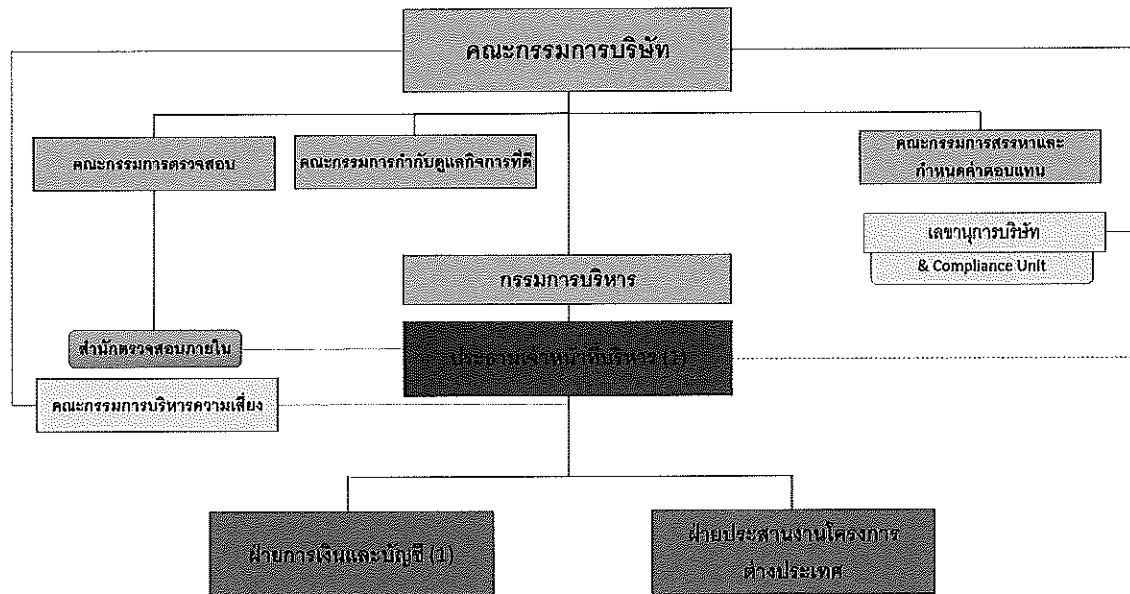 คณะกรรมการบริษัท
คณะกรรมการตรวจสอบ
คณะกรรมการกำกับดูแลกิจการที่ดี
คณะกรรมการสรรหาและ
กำหนดค่าตอบแทน
เลขานุการบริษัท
& Compliance Unit
กรรมการบริหาร
สำนักตรวจสอบภายใน
ประธานเจ้าหน้าที่บริหาร (1)
คณะกรรมการบริหารความเสี่ยง
ฝ่ายการเงินและบัญชี (1)
ฝ่ายประสานงานโครงการ
ต่างประเทศ